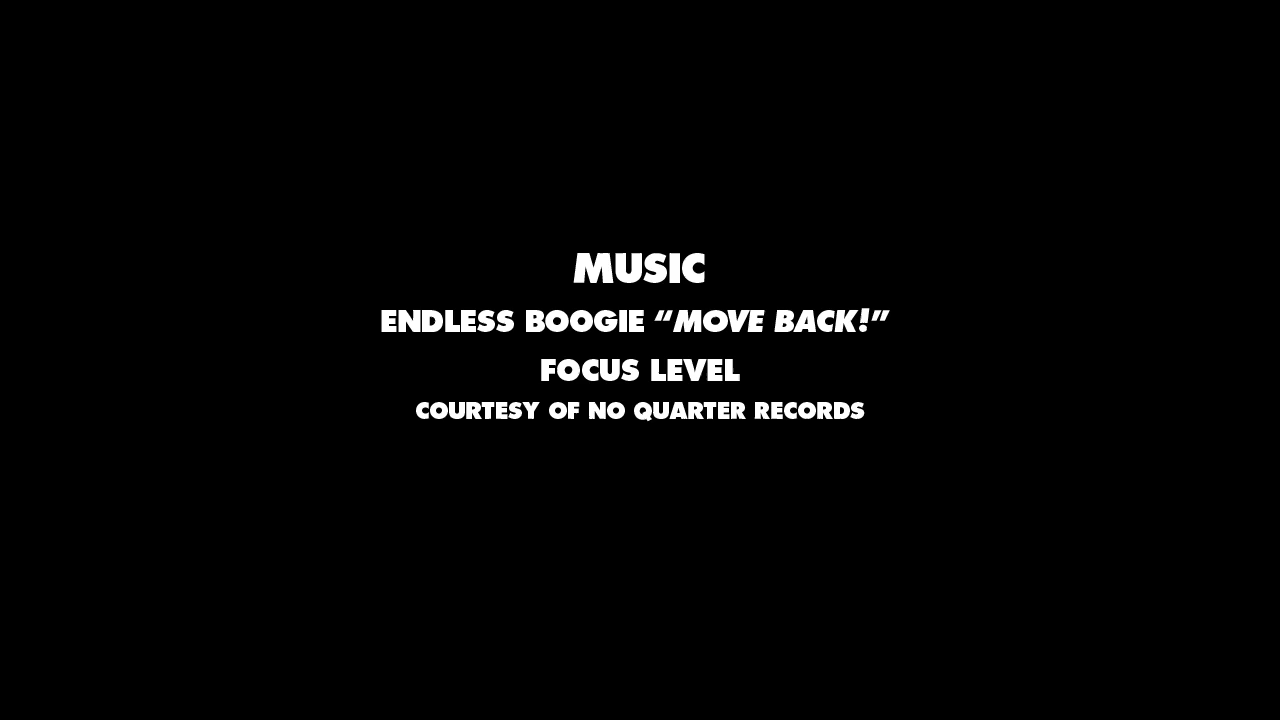 MUSIC
ENDLESS BOOGIE “MOVE BACK!”
FOCUS LEVEL
COURTESY OF NO QUARTER RECORDS